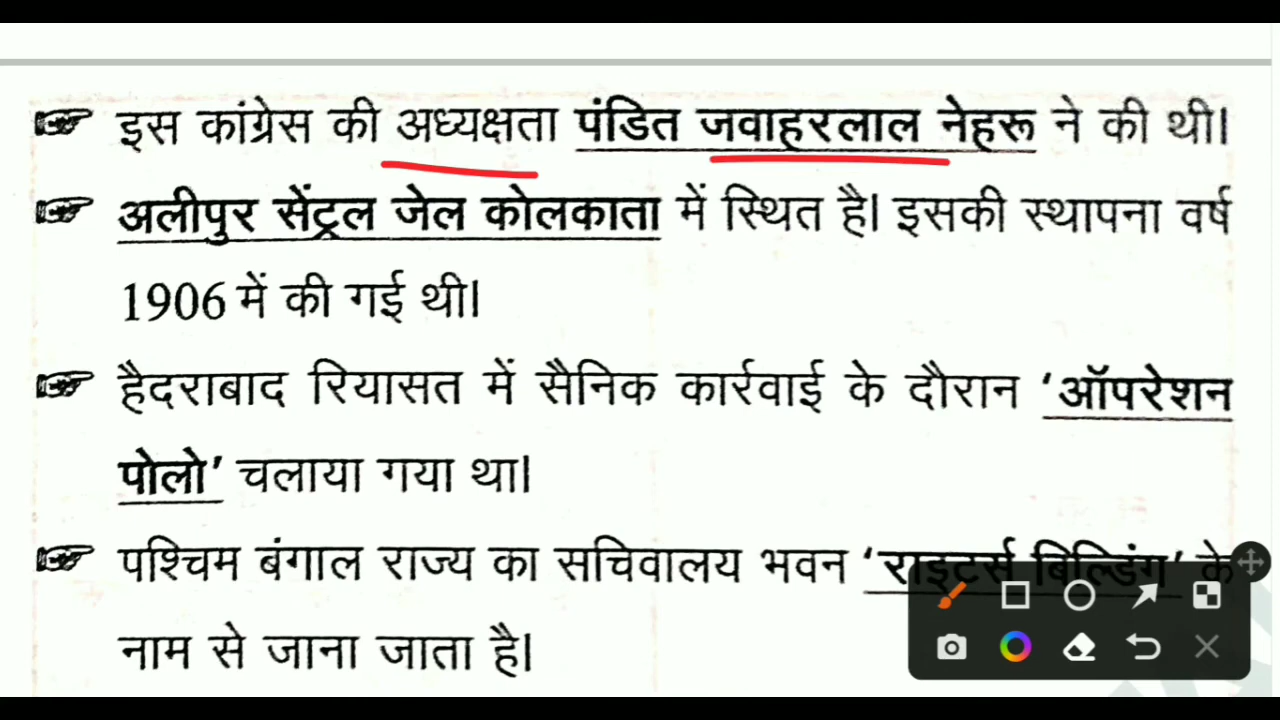 ☞ इस कांग्रेस की अध्यक्षता पंडित जवाहरलाल नेहरू ने की थी।
☞ अलीपुर सेंट्रल जेल कोलकाता में स्थित है। इसकी स्थापना वर्ष
1906 में की गई थी।
☞ हैदराबाद रियासत में सैनिक कार्रवाई के दौरान ‘ऑपरेशन
पोलो’ चलाया गया था।
☞ पश्चिम बंगाल राज्य का सचिवालय भवन ‘राइटर्स बिल्डिंग’ के
नाम से जाना जाता है।